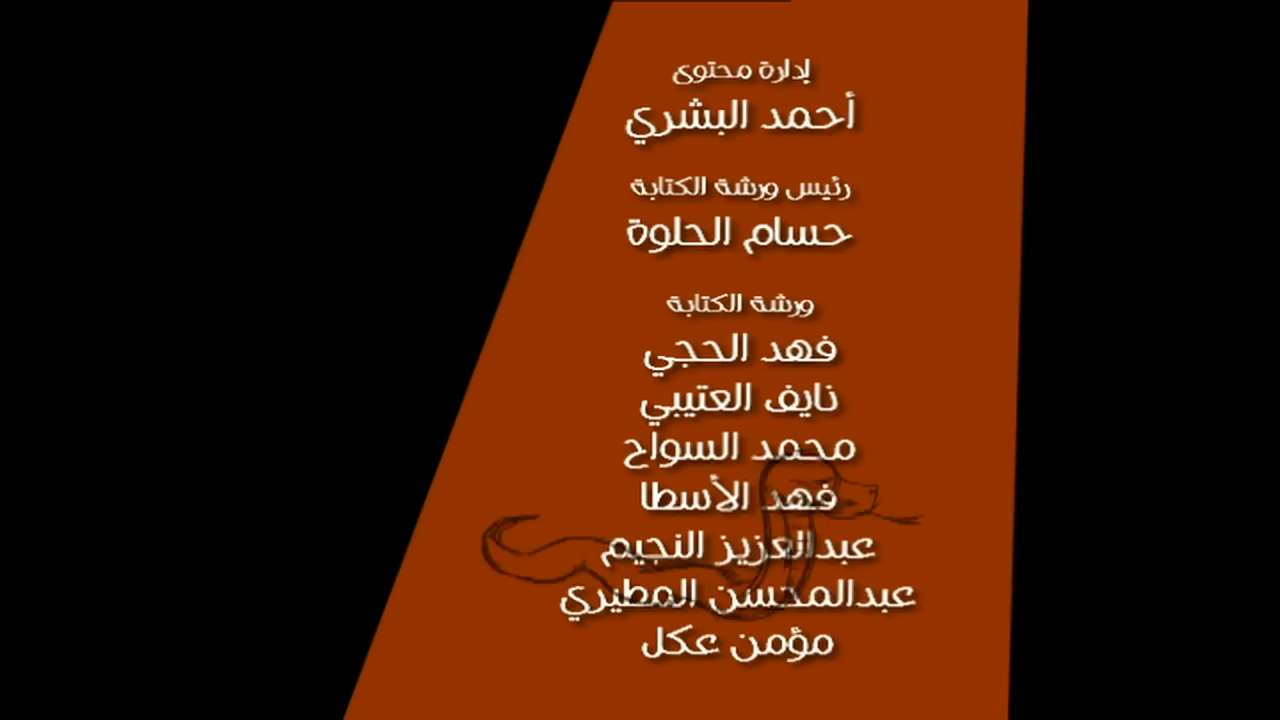 إدارة محتوى
أحمد البشري
رئيس ورشة الكتابة
حسام الحلوة
ورشة الكتابة
فهد الحجي
نايف العتيبي
محمد السواح
فهد الأسطا
عبدالعزيز النجيم
عبدالمحسن المطيري
مؤمن عكل